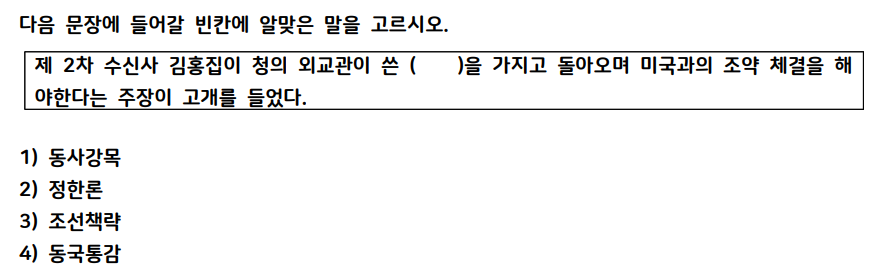 다음 문장에 들어갈 빈칸에 알맞은 말을 고르시오.
제 2차 수신사 김홍집이 청의 외교관이 쓴 (    )을 가지고 돌아오며 미국과의 조약 체결을 해
야한다는 주장이 고개를 들었다.
1) 동사강목
2) 정한론
3) 조선책략
4) 동국통감